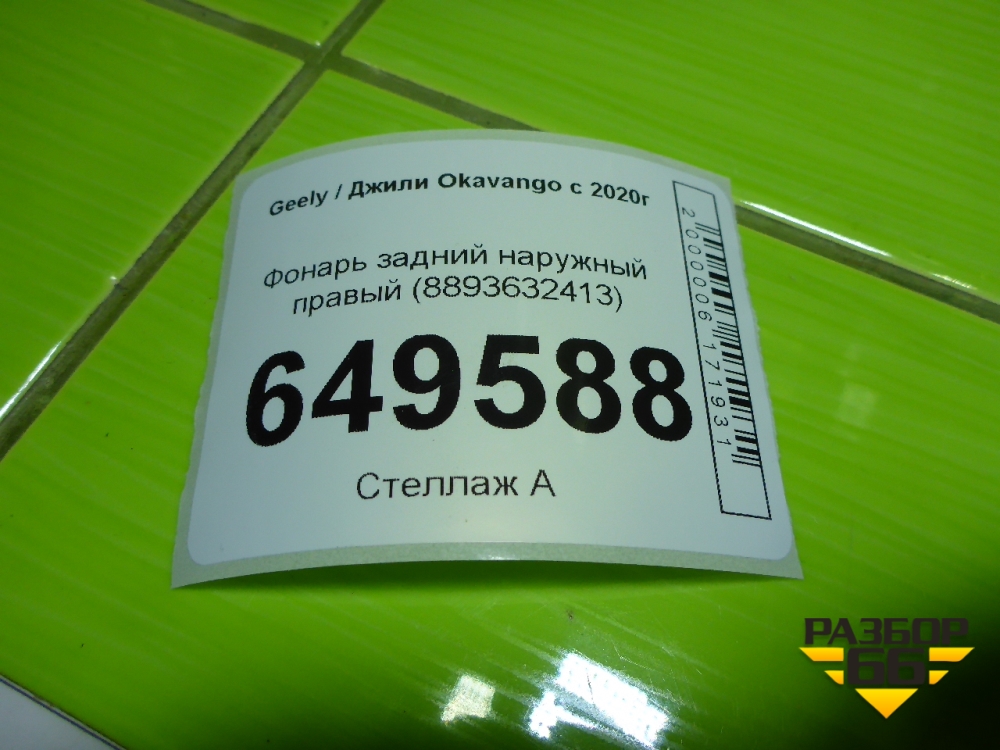 Geely / Джили Okavango с 2020г
Фонарь задний наружный
правый (8893632413)
649588
Стеллаж А
2000006171931
РАЗБОР
66